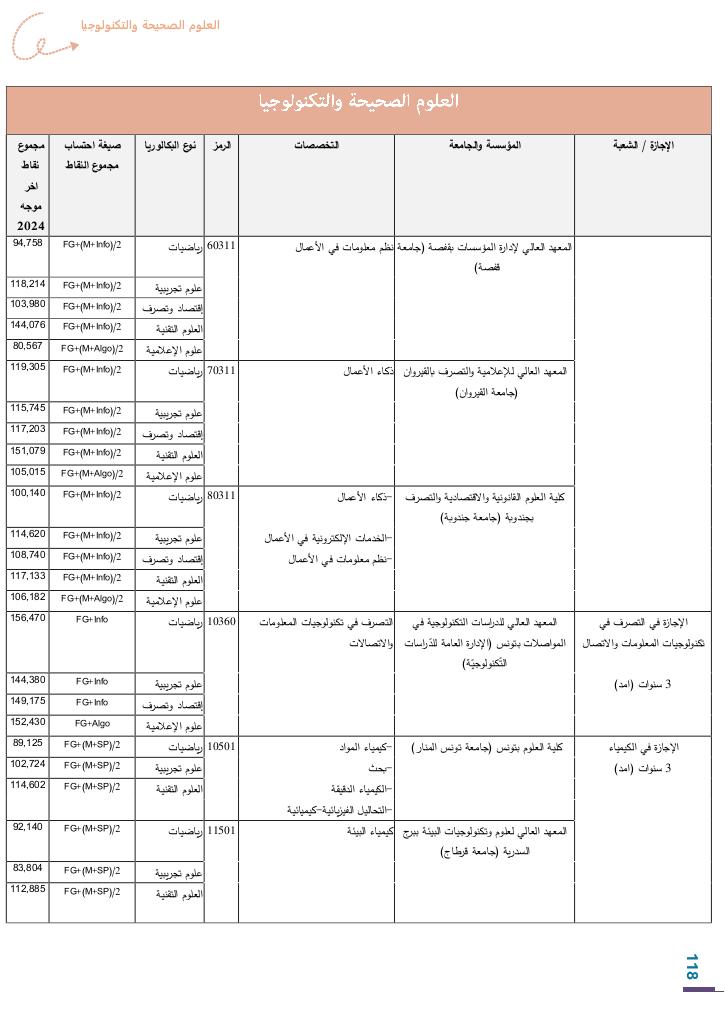 العلوم الصحيحة والتكنولوجيا
العلوم الصحيحة والتكنولوجيا
الإجازة / الشعبة
المؤسسة والجامعة
التخصصات
الرمز
نوع البكالوريا
صيغة احتساب
مجموع النقاط
مجموع
نقاط
اخر
موجه
2024
المعهد العالي لإدارة المؤسسات بقفصة (جامعة
قفصة)
نظم معلومات في الأعمال
60311
رياضيات FG+(M+Info)/2 94,758
علوم تجريبية FG+(M+Info)/2 118,214
إقتصاد وتصرف FG+(M+Info)/2 103,980
العلوم التقنية FG+(M+Info)/2 144,076
علوم الإعلامية FG+(M+Algo)/2 80,567
المعهد العالي للإعلامية والتصرف بالقيروان
(جامعة القيروان)
ذكاء الأعمال
70311
رياضيات FG+(M+Info)/2 119,305
علوم تجريبية FG+(M+Info)/2 115,745
إقتصاد وتصرف FG+(M+Info)/2 117,203
العلوم التقنية FG+(M+Info)/2 151,079
علوم الإعلامية FG+(M+Algo)/2 105,015
كلية العلوم القانونية والاقتصادية والتصرف
بجندوبة (جامعة جندوبة)
-ذكاء الأعمال
-الخدمات الإلكترونية في الأعمال
-نظم معلومات في الأعمال
80311
رياضيات FG+(M+Info)/2 100,140
علوم تجريبية FG+(M+Info)/2 114,620
إقتصاد وتصرف FG+(M+Info)/2 108,740
العلوم التقنية FG+(M+Info)/2 117,133
علوم الإعلامية FG+(M+Algo)/2 106,182
الإجازة في التصرف في
تكنولوجيات المعلومات والاتصال
3 سنوات (امد)
المعهد العالي للدراسات التكنولوجية في
المواصلات بتونس (الإدارة العامة للدّراسات
التّكنولوجيّة)
التصرف في تكنولوجيات المعلومات
والاتصالات
10360
رياضيات FG+Info 156,470
علوم تجريبية FG+Info 144,380
إقتصاد وتصرف FG+Info 149,175
علوم الإعلامية FG+Algo 152,430
الإجازة في الكيمياء
3 سنوات (امد)
كلية العلوم بتونس (جامعة تونس المنار)
-كيمياء المواد
-بحث
-الكيمياء الدقيقة
-التحاليل الفيزيائية-كيميائية
10501
رياضيات FG+(M+SP)/2 89,125
علوم تجريبية FG+(M+SP)/2 102,724
العلوم التقنية FG+(M+SP)/2 114,602
المعهد العالي لعلوم وتكنولوجيات البيئة ببرج
السدرية (جامعة قرطاج)
كيمياء البيئة
11501
رياضيات FG+(M+SP)/2 92,140
علوم تجريبية FG+(M+SP)/2 83,804
العلوم التقنية FG+(M+SP)/2 112,885
118